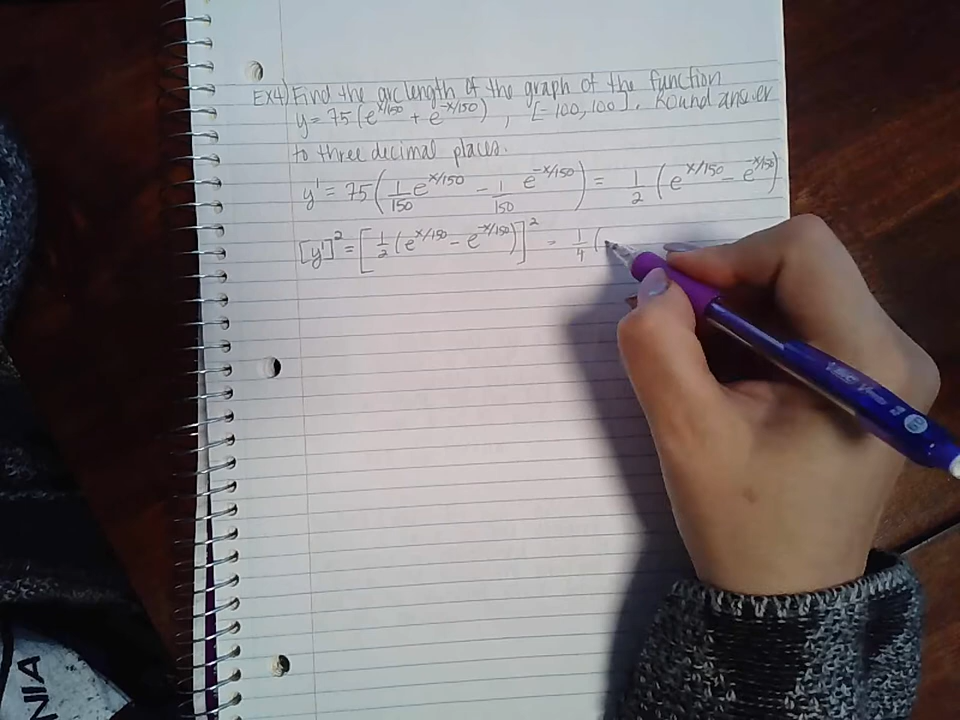 EX4) Find the arc length of the graph of the function
y = 75(e^{x/150} + e^{-x/150}), [-100,100]. Round answer
to three decimal places.
y' = 75(1/150 e^{x/150} - 1/150 e^{-x/150}) = 1/2 (e^{x/150} - e^{-x/150})
[y']^2 = [1/2 (e^{x/150} - e^{-x/150})]^2 = 1/4 (
NIA